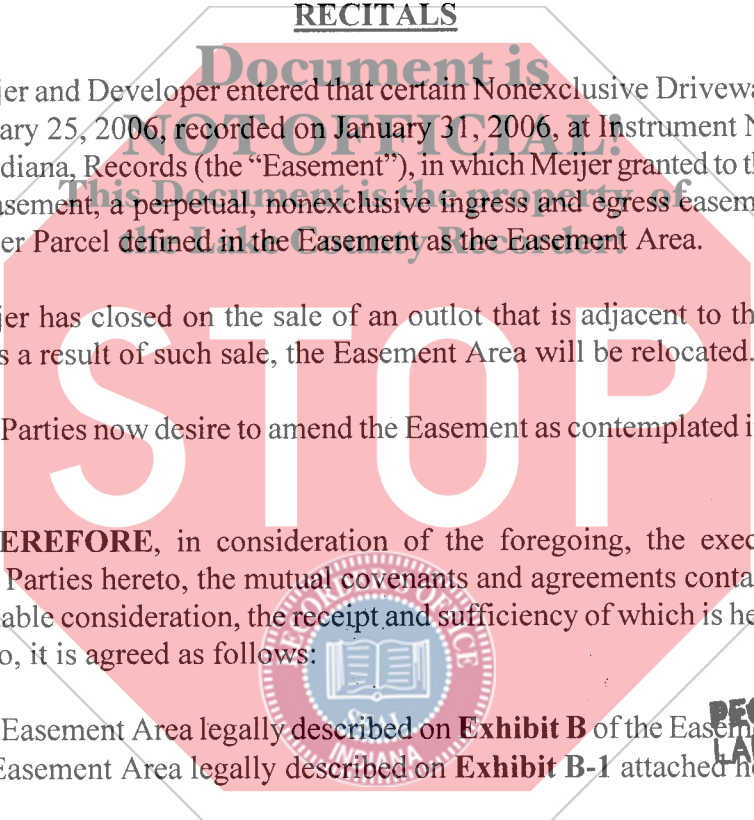 RECITALS
Document is
jer and Developer entered that certain Nonexclusive Drivewa
NOT OFFICIAL!
ary 25, 2006, recorded on January 31, 2006, at Instrument N
diana, Records (the “Easement”), in which Meijer granted to t
This Document is the property of
asement, a perpetual, nonexclusive ingress and egress easem
the Lake County Recorder!
er Parcel defined in the Easement as the Easement Area.
jer has closed on the sale of an outlot that is adjacent to th
s a result of such sale, the Easement Area will be relocated.
STOP
Parties now desire to amend the Easement as contemplated i
EREFORE, in consideration of the foregoing, the exec
Parties hereto, the mutual covenants and agreements conta
able consideration, the receipt and sufficiency of which is he
o, it is agreed as follows:
RECORDER'S OFFICE
SEAL
INDIANA
Easement Area legally described on Exhibit B of the Easem
Easement Area legally described on Exhibit B-1 attached he